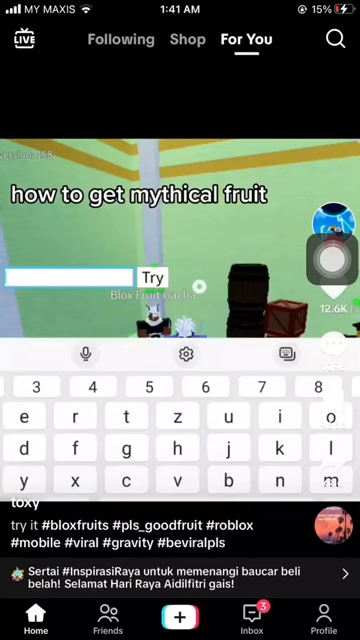 MY MAXIS
1:41 AM
15%
LIVE
Following
Shop
For You
how to get mythical fruit
Try
Blox Fruit Gacha
12.6K
3 4 5 6 7 8
e r t z u i o
d f g h j k l
y x c v b n m
toxy
try it #bloxfruits #pls_goodfruit #roblox
#mobile #viral #gravity #beviralpls
Sertai #InspirasiRaya untuk memenangi baucar beli
belah! Selamat Hari Raya Aidilfitri gais!
Home
Friends
Inbox
3
Profile